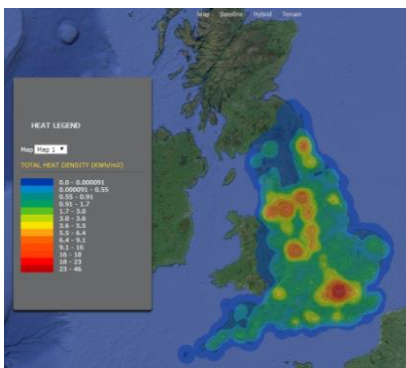 Map Satellite Hybrid Terrain
HEAT LEGEND
Map Map 1
TOTAL HEAT DENSITY (KWh/m2)
0.0 - 0.000091
0.000091 - 0.55
0.55 - 0.91
0.91 - 1.7
1.7 - 3.0
3.0 - 3.6
3.6 - 5.5
5.5 - 6.4
6.4 - 9.1
9.1 - 16
16 - 18
18 - 23
23 - 46